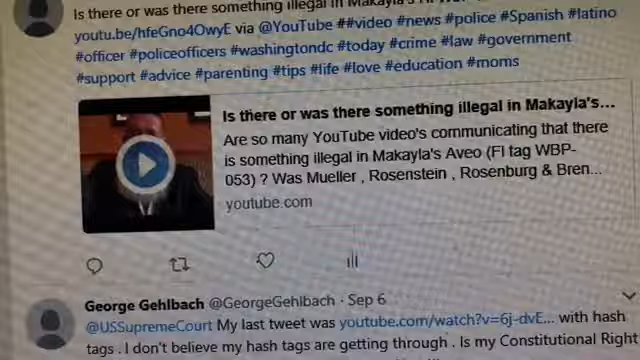 Is there or was there something illegal in Makayla's
youtu.be/hfeGno4OwyE via @YouTube ##video #news #police #Spanish #latino
#officer #policeofficers #washingtondc #today #crime #law #government
#support #advice #parenting #tips #life #love #education #moms
Is there or was there something illegal in Makayla's...
Are so many YouTube video's communicating that there
is something illegal in Makayla's Aveo (Fl tag WBP-
053) ? Was Mueller , Rosenstein , Rosenburg & Bren...
youtube.com
George Gehlbach @GeorgeGehlbach · Sep 6
@USSupremeCourt My last tweet was youtube.com/watch?v=6j-dvE... with hash
tags . I don't believe my hash tags are getting through . Is my Constitutional Right